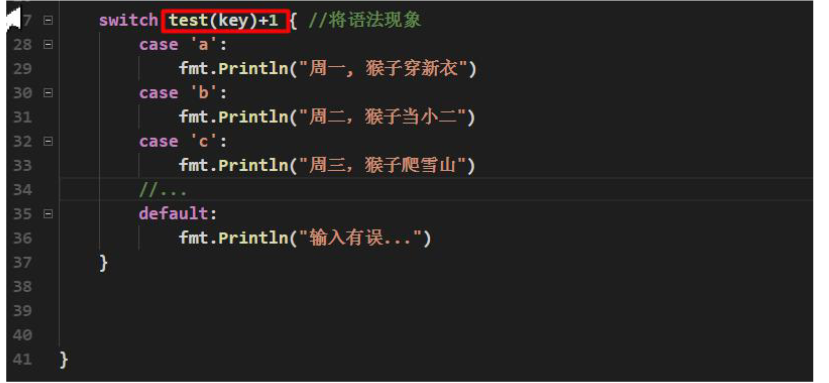 7 switch test(key)+1 { //将语法现象
28 case 'a':
29 fmt.Println("周一, 猴子穿新衣")
30 case 'b':
31 fmt.Println("周二，猴子当小二")
32 case 'c':
33 fmt.Println("周三，猴子爬雪山")
34 //...
35 default:
36 fmt.Println("输入有误...")
37 }
38
39
40
41 }